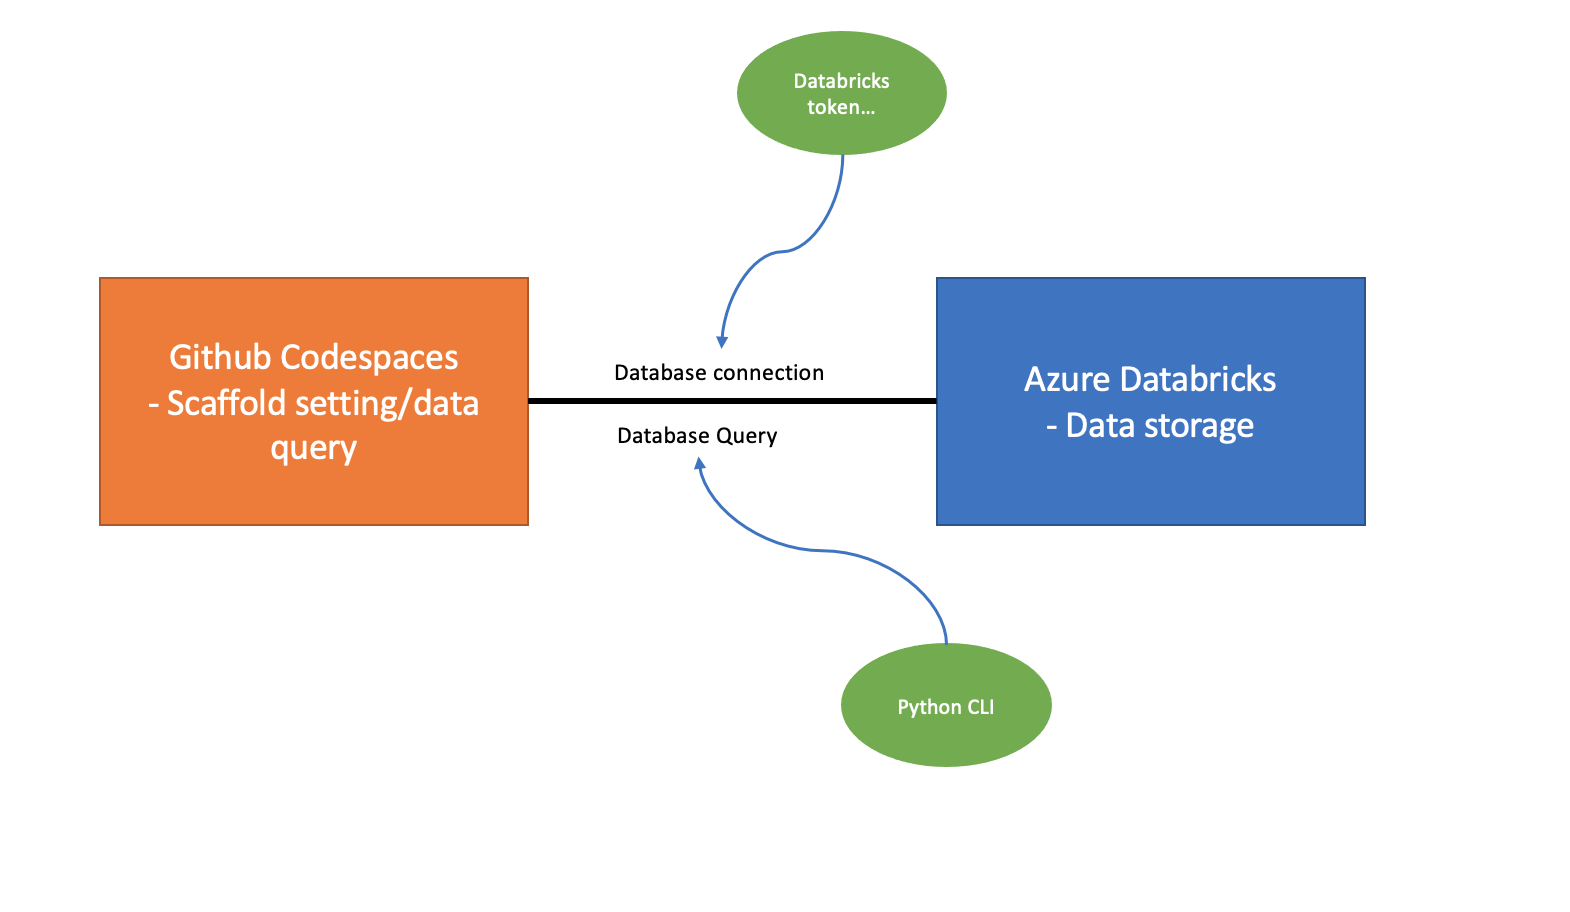 Databricks
token...
Github Codespaces
- Scaffold setting/data
query
Database connection
Database Query
Azure Databricks
- Data storage
Python CLI